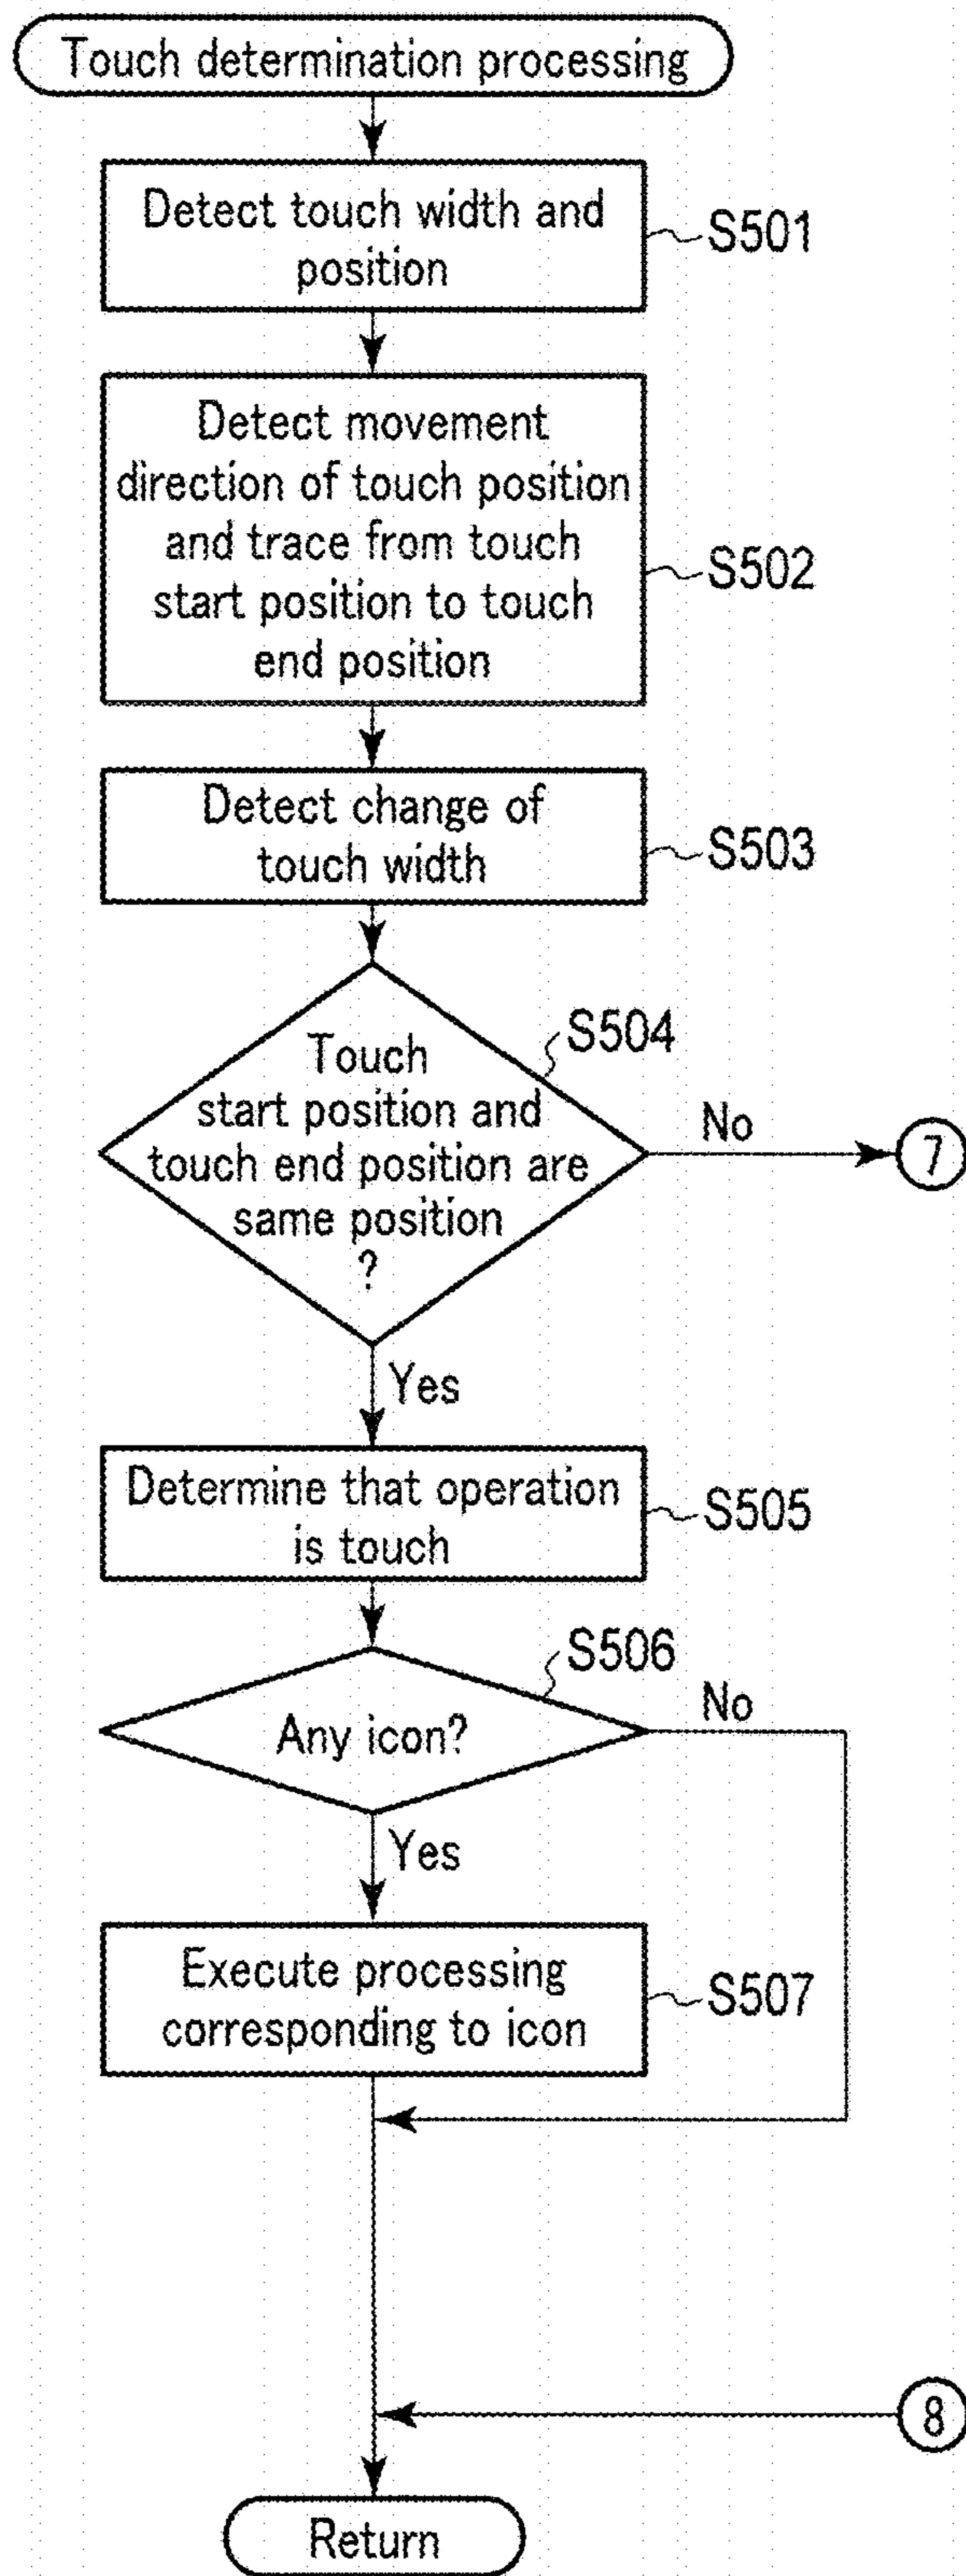 Touch determination processing
Detect touch width and
position
S501
Detect movement
direction of touch position
and trace from touch
start position to touch
end position
S502
Detect change of
touch width
S503
S504
Touch
start position and
touch end position are
same position
?
No
7
Yes
Determine that operation
is touch
S505
S506
Any icon?
No
Yes
Execute processing
corresponding to icon
S507
8
Return